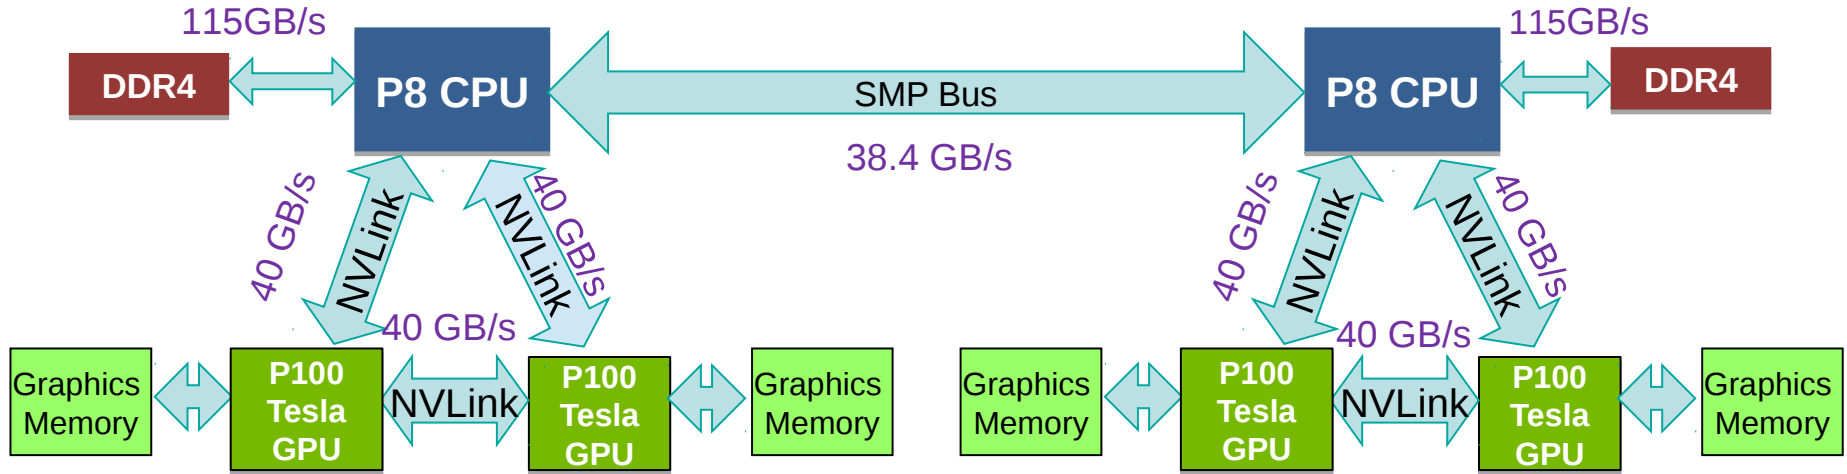 115GB/s
115GB/s
DDR4
P8 CPU
SMP Bus
P8 CPU
DDR4
38.4 GB/s
40 GB/s
NVLink
NVLink
40 GB/s
40 GB/s
NVLink
NVLink
40 GB/s
40 GB/s
40 GB/s
Graphics
Memory
P100
Tesla
GPU
NVLink
P100
Tesla
GPU
Graphics
Memory
Graphics
Memory
P100
Tesla
GPU
NVLink
P100
Tesla
GPU
Graphics
Memory